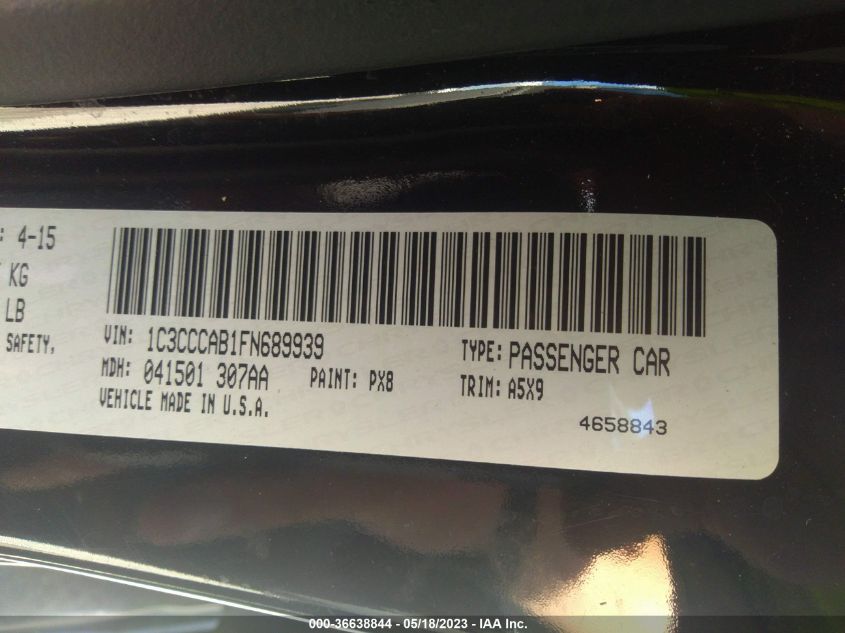 : 4-15
KG
LB
SAFETY,
VIN: 1C3CCCAB1FN689939
TYPE: PASSENGER CAR
MDH: 041501 307AA
PAINT: PX8
TRIM: A5X9
VEHICLE MADE IN U.S.A.
4658843
000-36638844 - 05/18/2023 - IAA Inc.